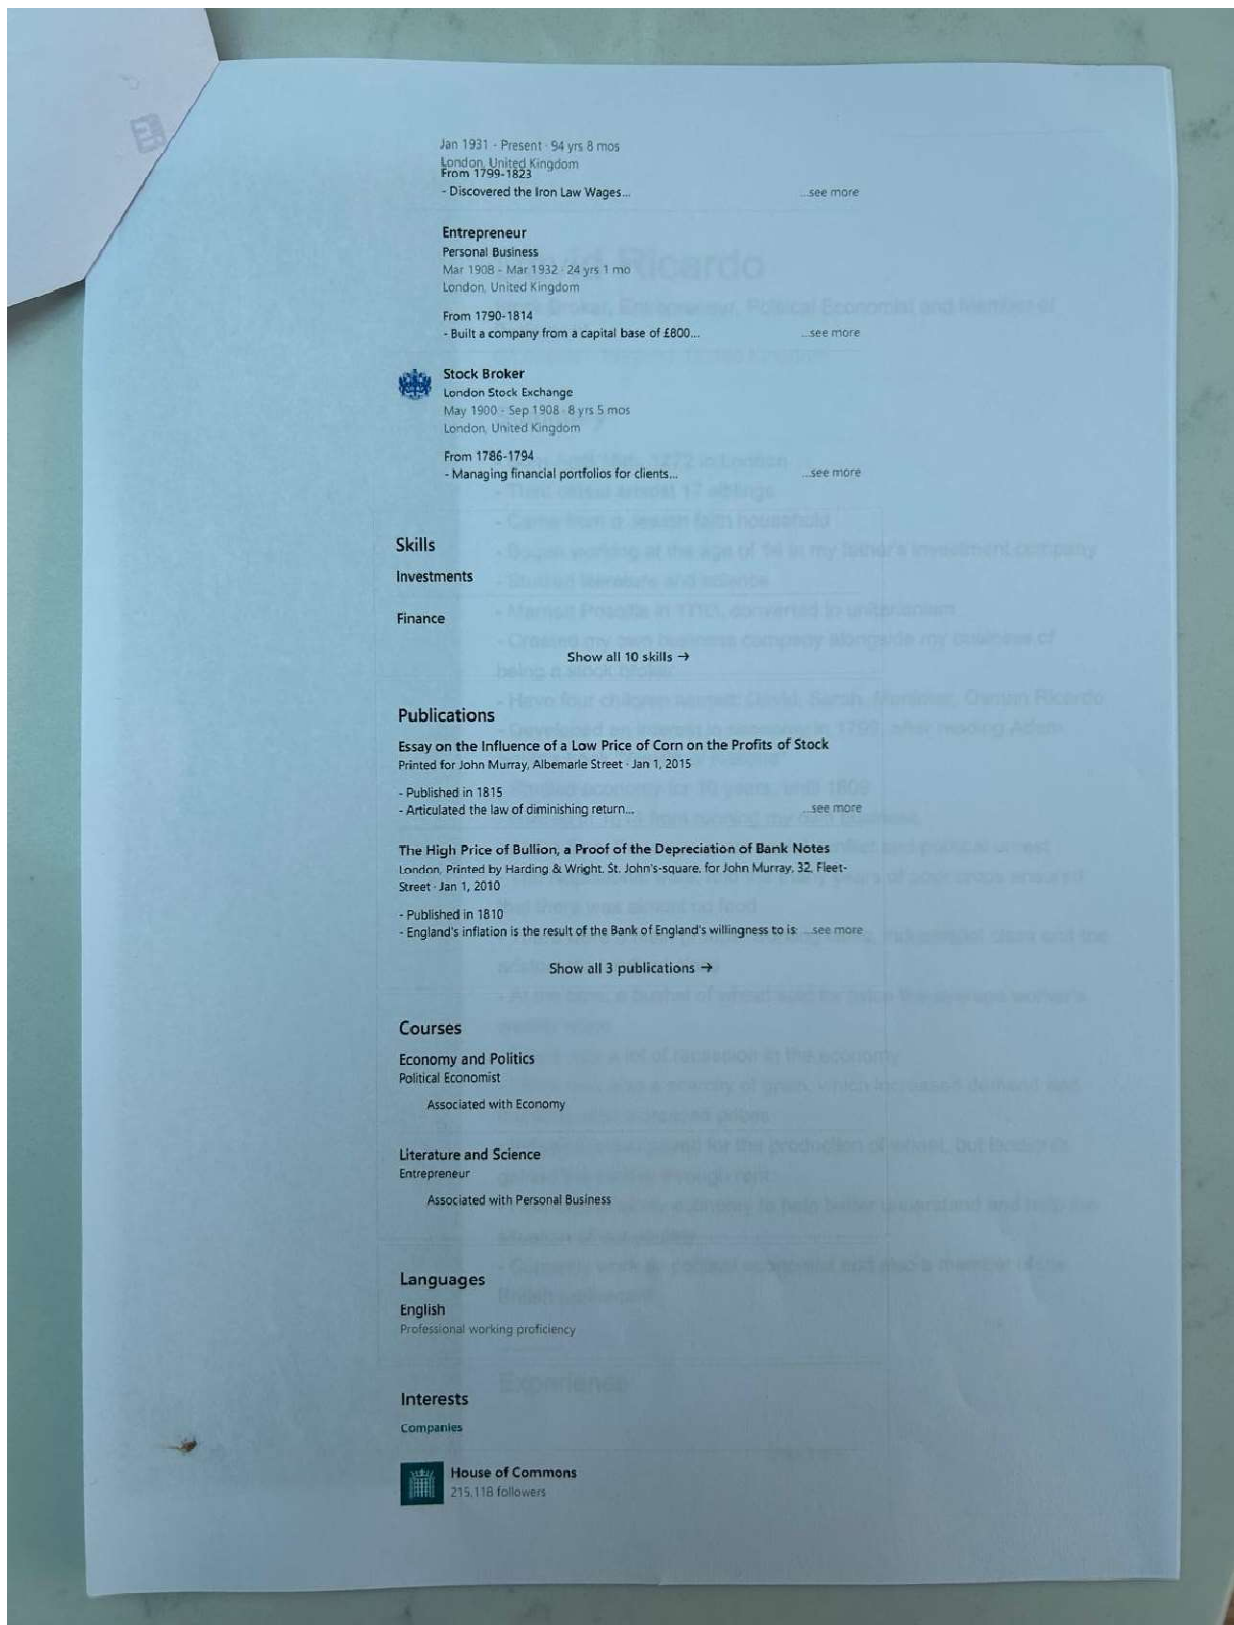 Jan 1931 - Present · 94 yrs 8 mos
London, United Kingdom
From 1799-1823
- Discovered the Iron Law Wages... ...see more
Entrepreneur
Personal Business
Mar 1908 - Mar 1932 · 24 yrs 1 mo
London, United Kingdom
From 1790-1814
- Built a company from a capital base of £800... ...see more
Stock Broker
London Stock Exchange
May 1900 - Sep 1908 · 8 yrs 5 mos
London, United Kingdom
From 1786-1794
- Managing financial portfolios for clients... ...see more
Skills
Investments
Finance
Show all 10 skills →
Publications
Essay on the Influence of a Low Price of Corn on the Profits of Stock
Printed for John Murray, Albemarle Street · Jan 1, 2015
- Published in 1815
- Articulated the law of diminishing return... ...see more
The High Price of Bullion, a Proof of the Depreciation of Bank Notes
London, Printed by Harding & Wright, St. John's-square, for John Murray, 32, Fleet-
Street · Jan 1, 2010
- Published in 1810
- England's inflation is the result of the Bank of England's willingness to is ...see more
Show all 3 publications →
Courses
Economy and Politics
Political Economist
Associated with Economy
Literature and Science
Entrepreneur
Associated with Personal Business
Languages
English
Professional working proficiency
Interests
Companies
House of Commons
215,118 followers